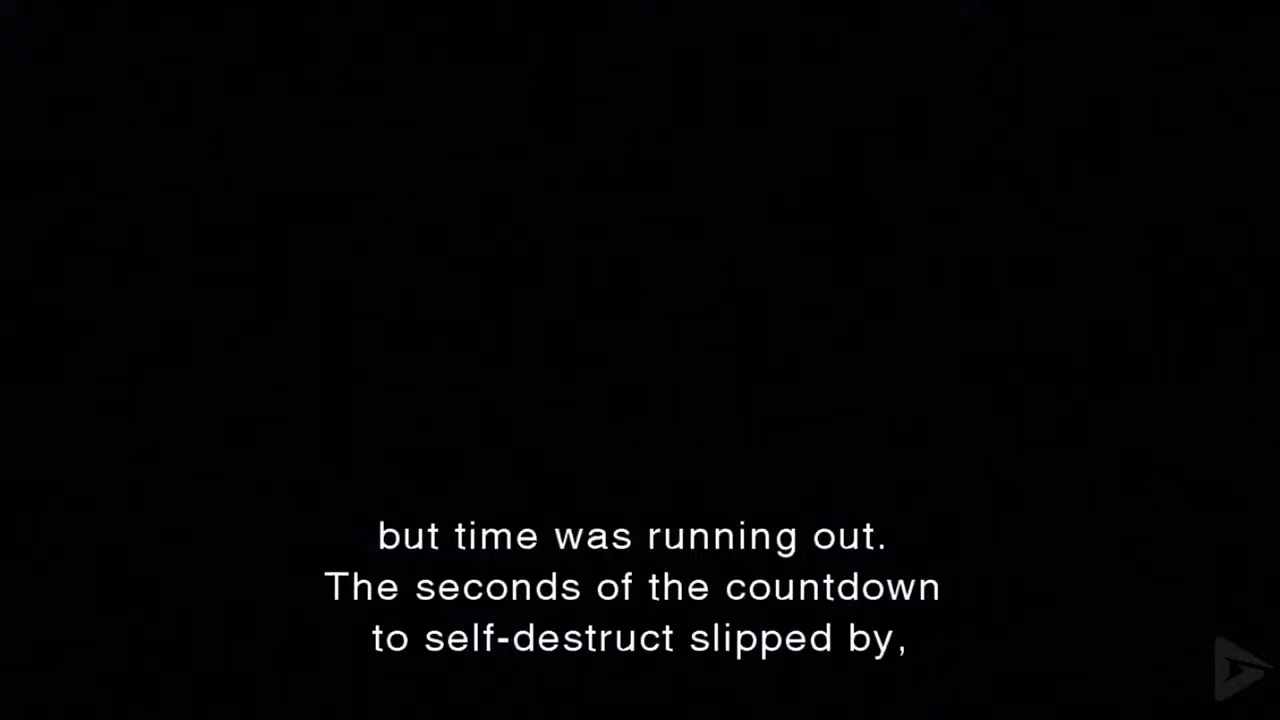 but time was running out.
The seconds of the countdown
to self-destruct slipped by,